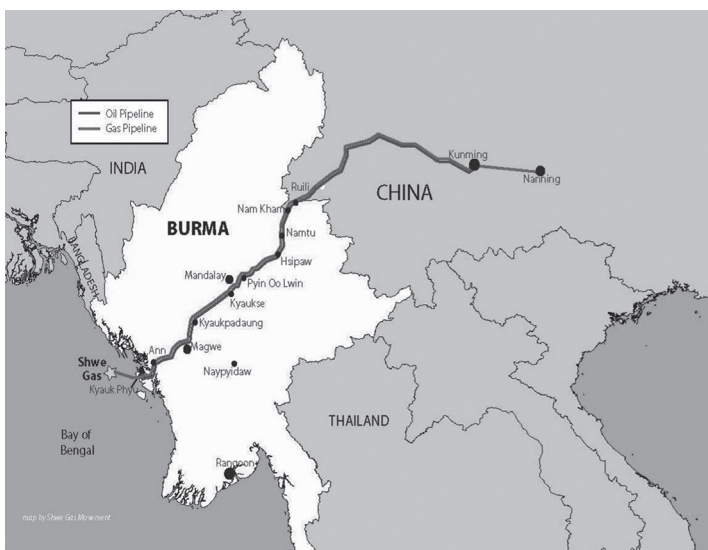 Oil Pipeline
Gas Pipeline
INDIA
Kunming
Nanning
CHINA
Ruili
Nam Kham
BURMA
Namtu
BANGLADESH
Hsipaw
Mandalay
Pyin Oo Lwin
Kyaukse
Kyaukpadaung
Ann
Magwe
Shwe
Gas
Naypyidaw
Kyauk Phyu
THAILAND
Bay of
Bengal
Rangoon
map by Shwe Gas Movement